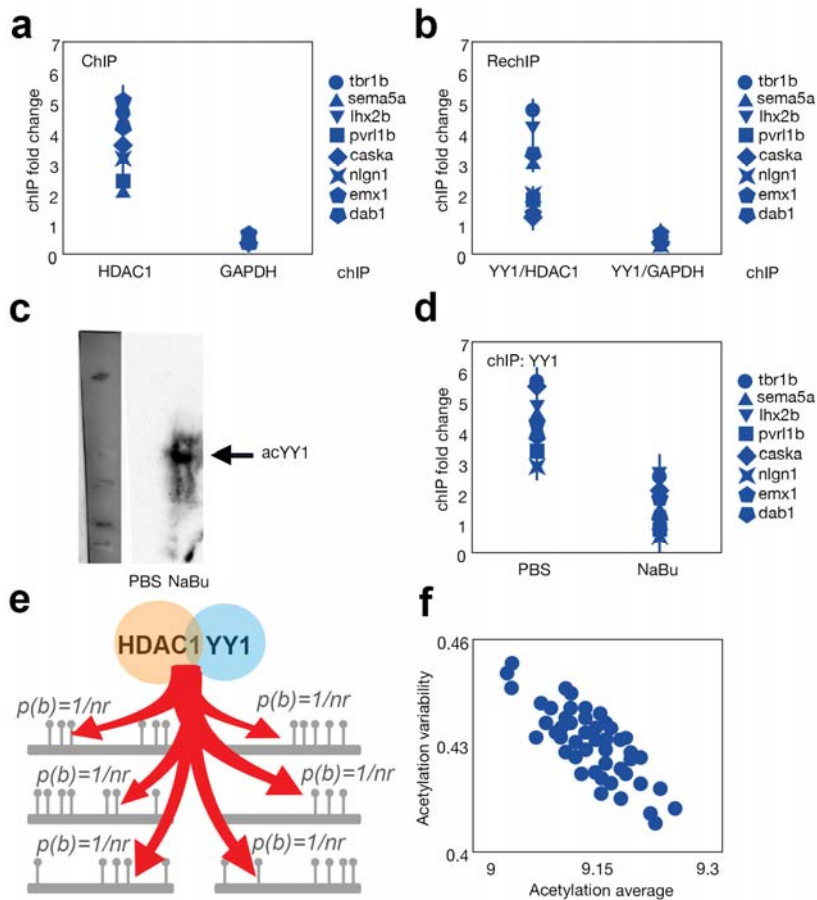 a
ChIP
chIP fold change
7
6
5
4
3
2
1
0
HDAC1
GAPDH
chIP
tbr1b
sema5a
lhx2b
pvrl1b
caska
nlgn1
emx1
dab1
b
RechIP
chIP fold change
7
6
5
4
3
2
1
0
YY1/HDAC1
YY1/GAPDH
chIP
tbr1b
sema5a
lhx2b
pvrl1b
caska
nlgn1
emx1
dab1
c
acYY1
PBS NaBu
d
chIP: YY1
chIP fold change
7
6
5
4
3
2
1
0
PBS
NaBu
tbr1b
sema5a
lhx2b
pvrl1b
caska
nlgn1
emx1
dab1
e
HDAC1 YY1
p(b)=1/nr
p(b)=1/nr
p(b)=1/nr
p(b)=1/nr
p(b)=1/nr
p(b)=1/nr
f
Acetylation variability
0.46
0.43
0.4
9
9.15
9.3
Acetylation average